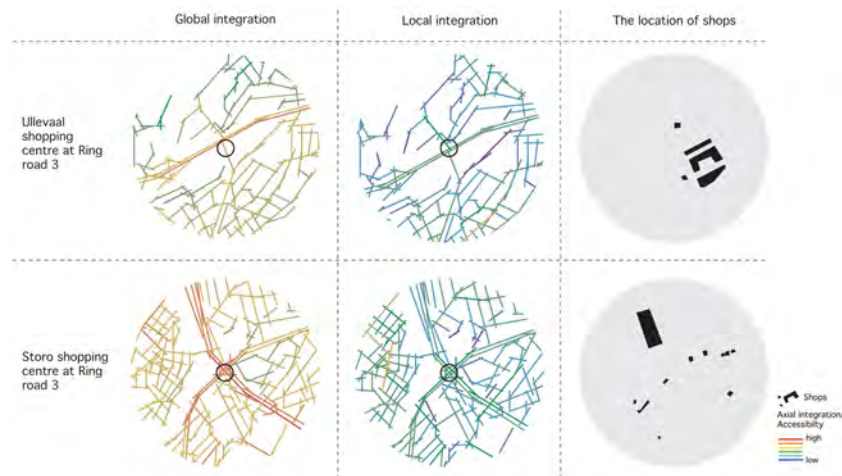 Global integration
Local integration
The location of shops
Ullevaal
shopping
centre at Ring
road 3
Storo shopping
centre at Ring
road 3
Shops
Axial integration/
Accessibilty
high
low